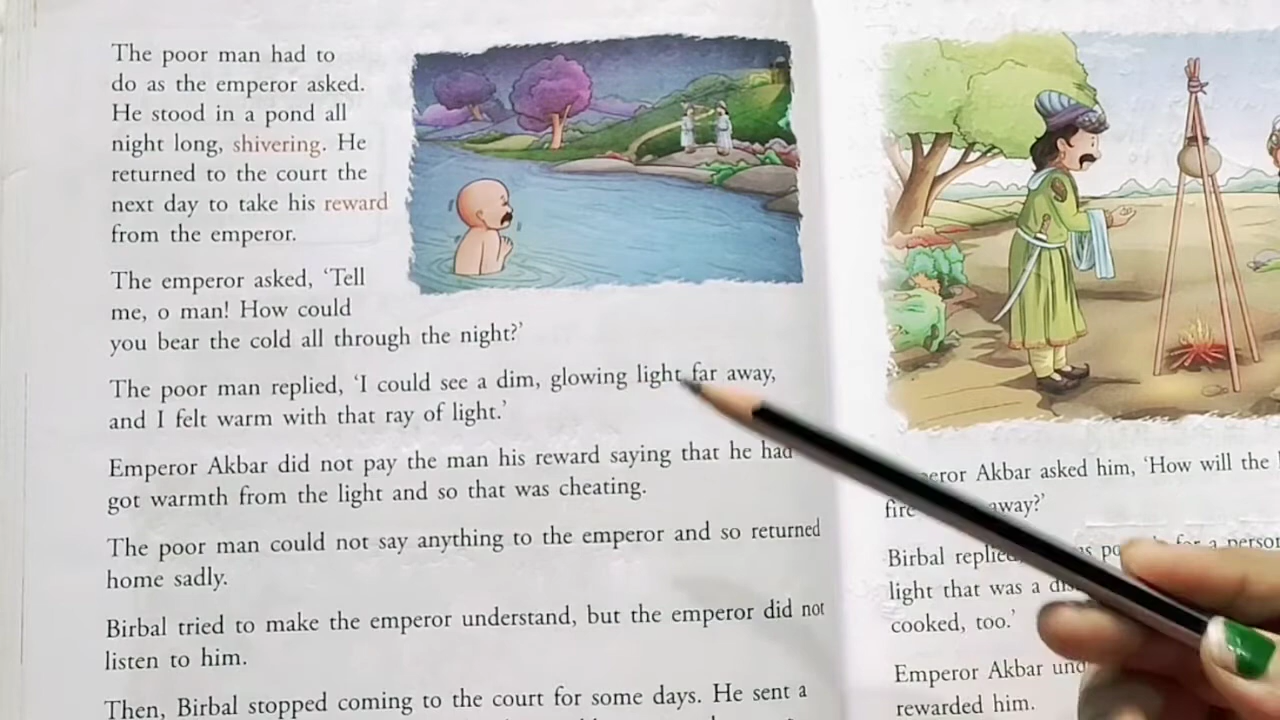 The poor man had to
do as the emperor asked.
He stood in a pond all
night long, shivering. He
returned to the court the
next day to take his reward
from the emperor.
The emperor asked, ‘Tell
me, o man! How could
you bear the cold all through the night?’
The poor man replied, ‘I could see a dim, glowing light far away,
and I felt warm with that ray of light.’
Emperor Akbar did not pay the man his reward saying that he had
got warmth from the light and so that was cheating.
The poor man could not say anything to the emperor and so returned
home sadly.
Birbal tried to make the emperor understand, but the emperor did not
listen to him.
Then, Birbal stopped coming to the court for some days. He sent a
Akbar asked him, ‘How will the
fire away?’
Birbal for a person
light that was a
cooked, too.’
Emperor Akbar
rewarded him.